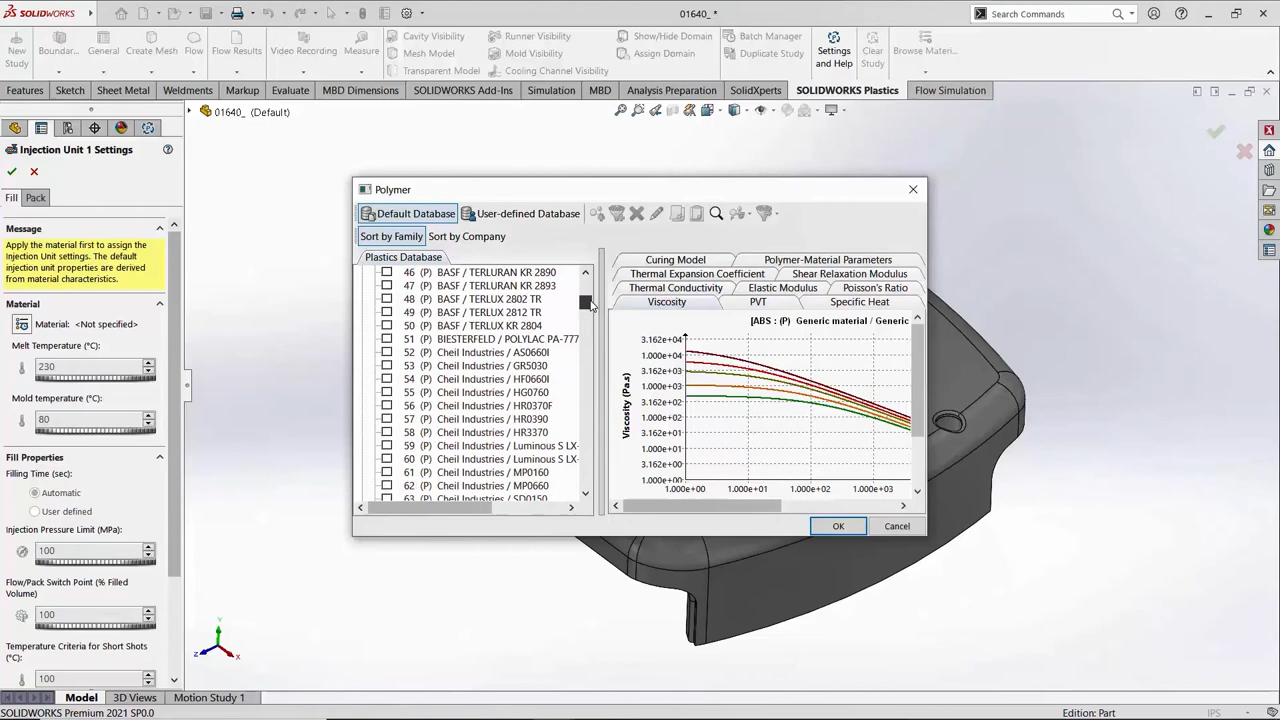 SOLIDWORKS
01640_ *
Search Commands
New Study
Boundar...
General
Create Mesh
Flow
Flow Results
Video Recording
Measure
Cavity Visibility
Mesh Model
Transparent Model
Runner Visibility
Mold Visibility
Cooling Channel Visibility
Show/Hide Domain
Assign Domain
Batch Manager
Duplicate Study
Settings and Help
Clear Study
Browse Materi...
Features
Sketch
Sheet Metal
Weldments
Markup
Evaluate
MBD Dimensions
SOLIDWORKS Add-Ins
Simulation
MBD
Analysis Preparation
SolidXperts
SOLIDWORKS Plastics
Flow Simulation
01640_ (Default)
Injection Unit 1 Settings
Fill
Pack
Message
Apply the material first to assign the
Injection Unit settings. The default
injection unit properties are derived
from material characteristics.
Material
Material: <Not specified>
Melt Temperature (°C):
230
Mold temperature (°C):
80
Fill Properties
Filling Time (sec):
Automatic
User defined
Injection Pressure Limit (MPa):
100
Flow/Pack Switch Point (% Filled
Volume)
100
Temperature Criteria for Short Shots
(°C):
100
Polymer
Default Database
User-defined Database
Sort by Family
Sort by Company
Plastics Database
46 (P) BASF / TERLURAN KR 2890
47 (P) BASF / TERLURAN KR 2893
48 (P) BASF / TERLUX 2802 TR
49 (P) BASF / TERLUX 2812 TR
50 (P) BASF / TERLUX KR 2804
51 (P) BIESTERFELD / POLYLAC PA-777
52 (P) Cheil Industries / AS0660I
53 (P) Cheil Industries / GR5030
54 (P) Cheil Industries / HF0660I
55 (P) Cheil Industries / HG0760
56 (P) Cheil Industries / HR0370F
57 (P) Cheil Industries / HR0390
58 (P) Cheil Industries / HR3370
59 (P) Cheil Industries / Luminous S LX-
60 (P) Cheil Industries / Luminous S LX-
61 (P) Cheil Industries / MP0160
62 (P) Cheil Industries / MP0660
63 (P) Cheil Industries / SD0150
Curing Model
Polymer-Material Parameters
Thermal Expansion Coefficient
Shear Relaxation Modulus
Thermal Conductivity
Elastic Modulus
Poisson's Ratio
Viscosity
PVT
Specific Heat
[ABS : (P) Generic material / Generic
Viscosity (Pa.s)
3.162e+04
1.000e+04
3.162e+03
1.000e+03
3.162e+02
1.000e+02
3.162e+01
1.000e+01
3.162e+00
1.000e+00
1.000e+00
1.000e+01
1.000e+02
1.000e+03
OK
Cancel
Y
Z
X
Model
3D Views
Motion Study 1
SOLIDWORKS Premium 2021 SP0.0
Edition: Part
IPS